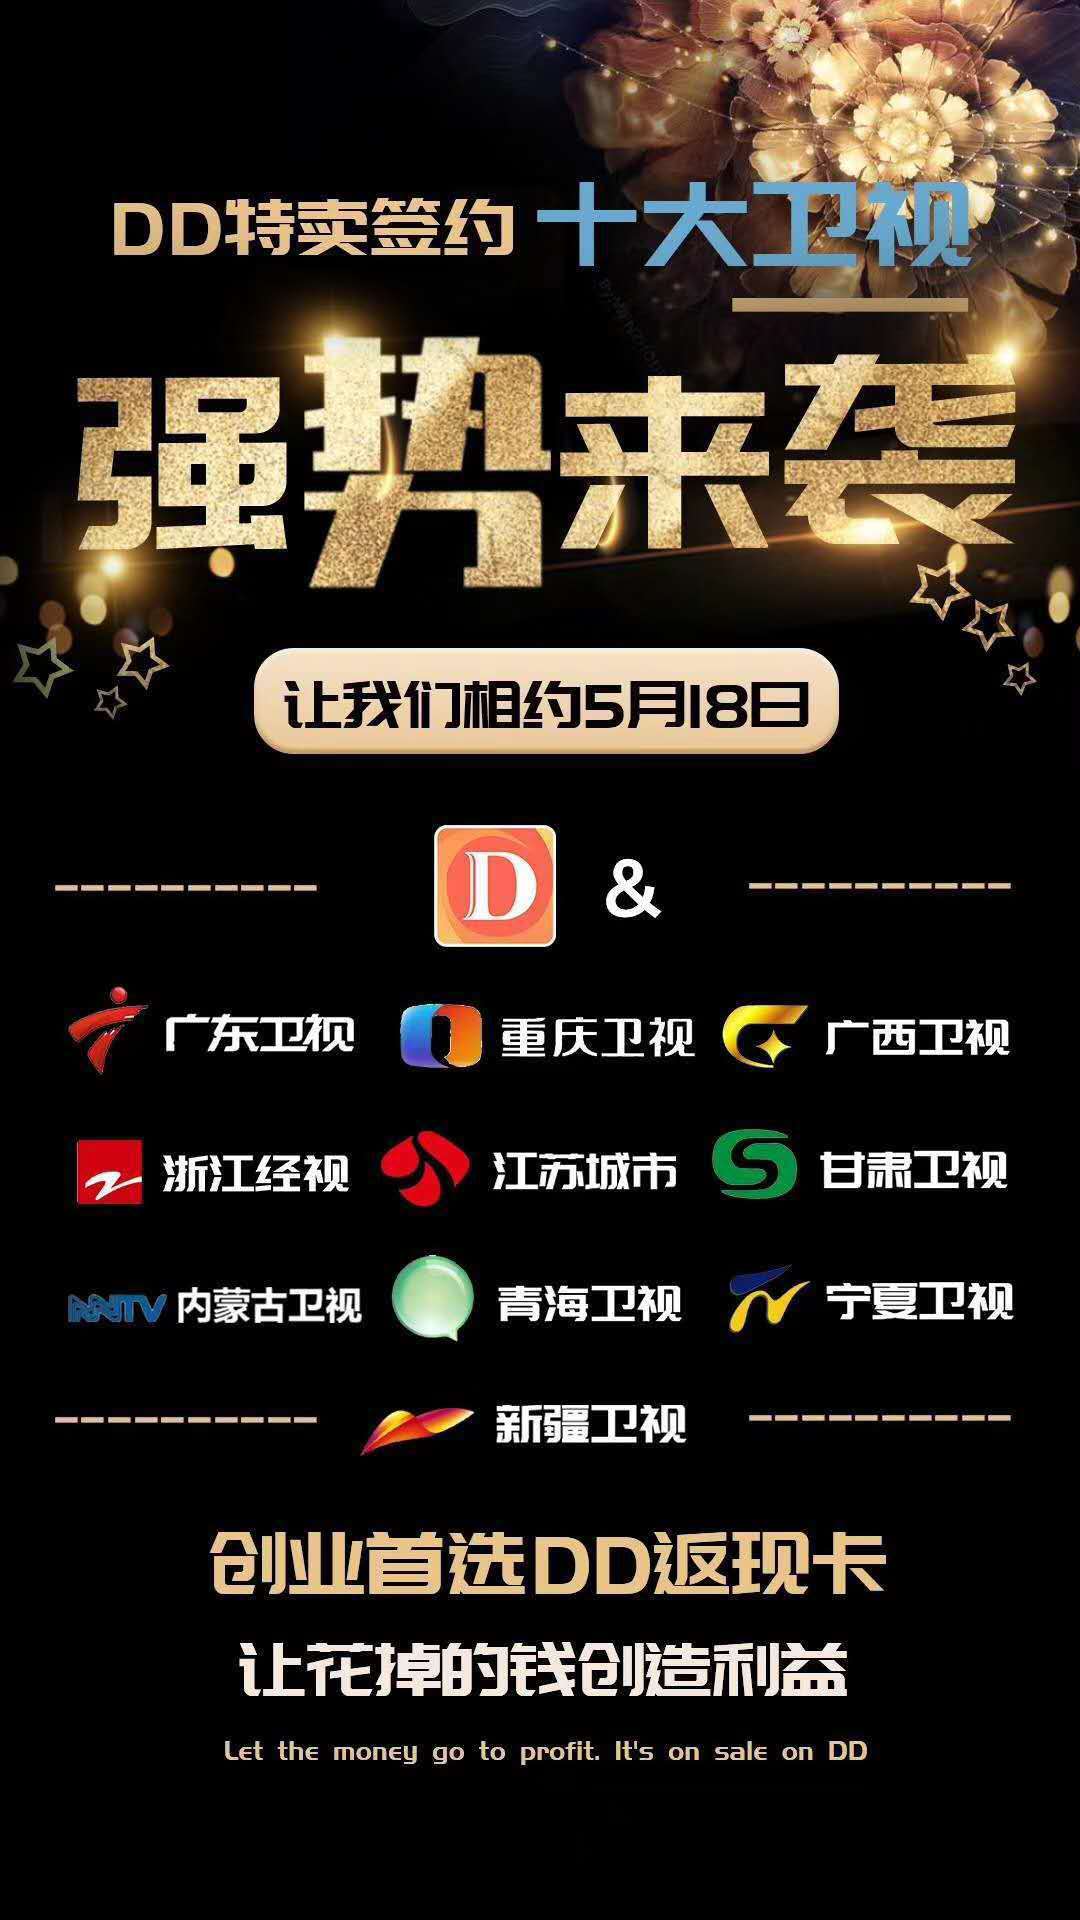 DD特卖签约 十大卫视
强势来袭
让我们相约5月18日
D &
广东卫视 重庆卫视 广西卫视
浙江经视 江苏城市 甘肃卫视
NMTV 内蒙古卫视 青海卫视 宁夏卫视
新疆卫视
创业首选DD返现卡
让花掉的钱创造利益
Let the money go to profit. It's on sale on DD